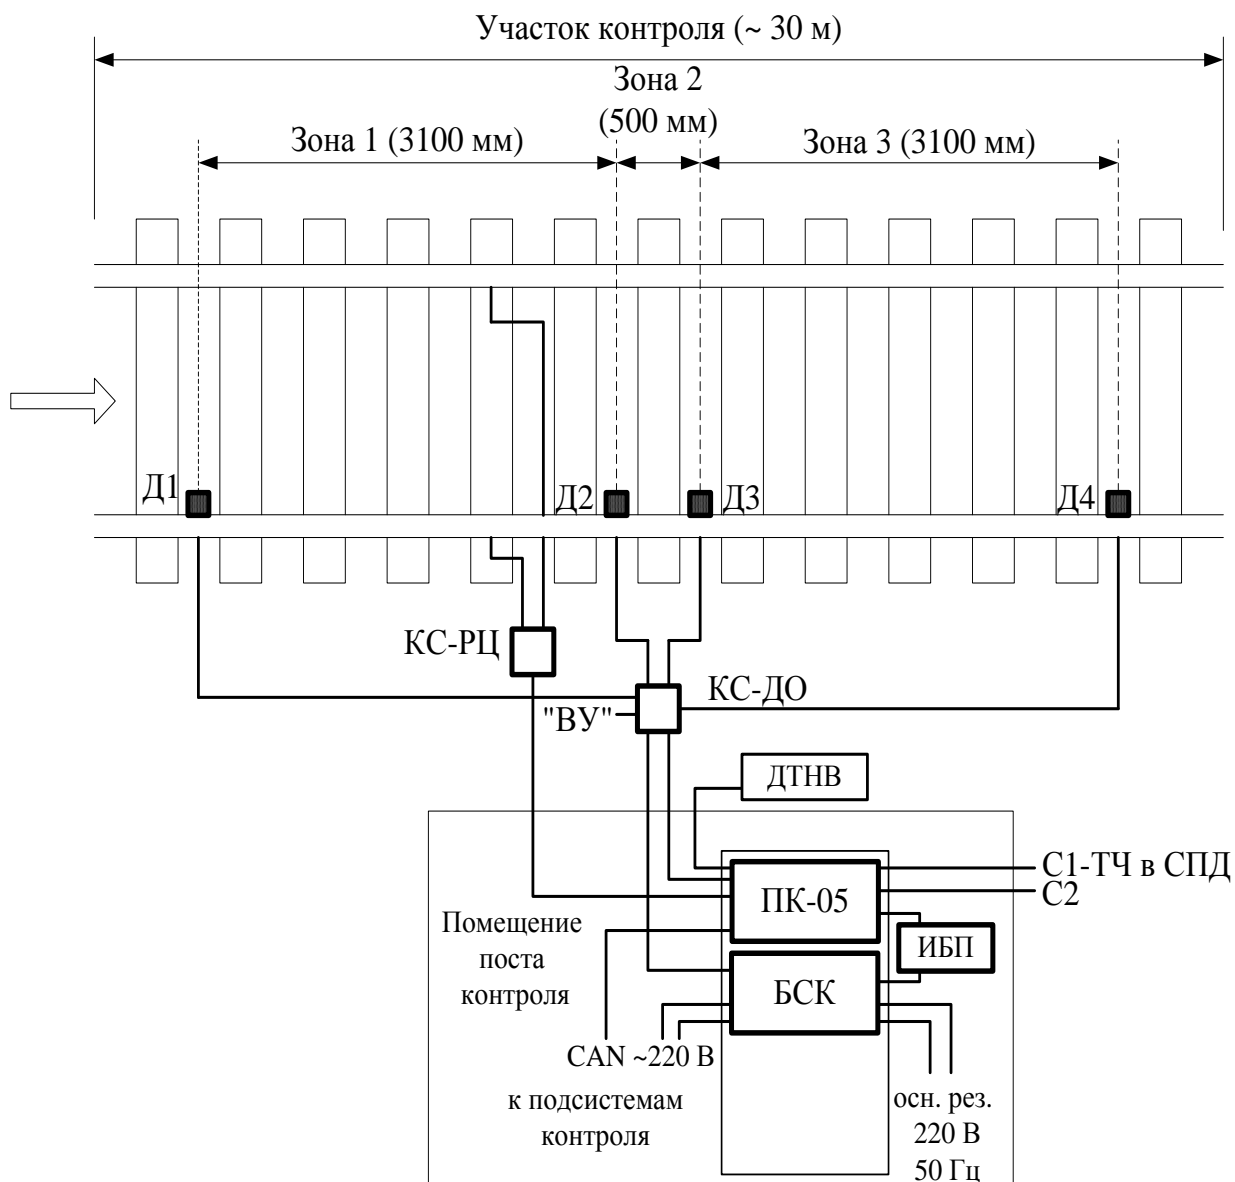 Участок контроля (~ 30 м)
Зона 2
(500 мм)
Зона 1 (3100 мм)
Зона 3 (3100 мм)
Д1
Д2
Д3
Д4
КС-РЦ
КС-ДО
"ВУ"
ДТНВ
С1-ТЧ в СПД
С2
ПК-05
ИБП
Помещение
поста
контроля
БСК
CAN ~220 В
к подсистемам
контроля
осн. рез.
220 В
50 Гц